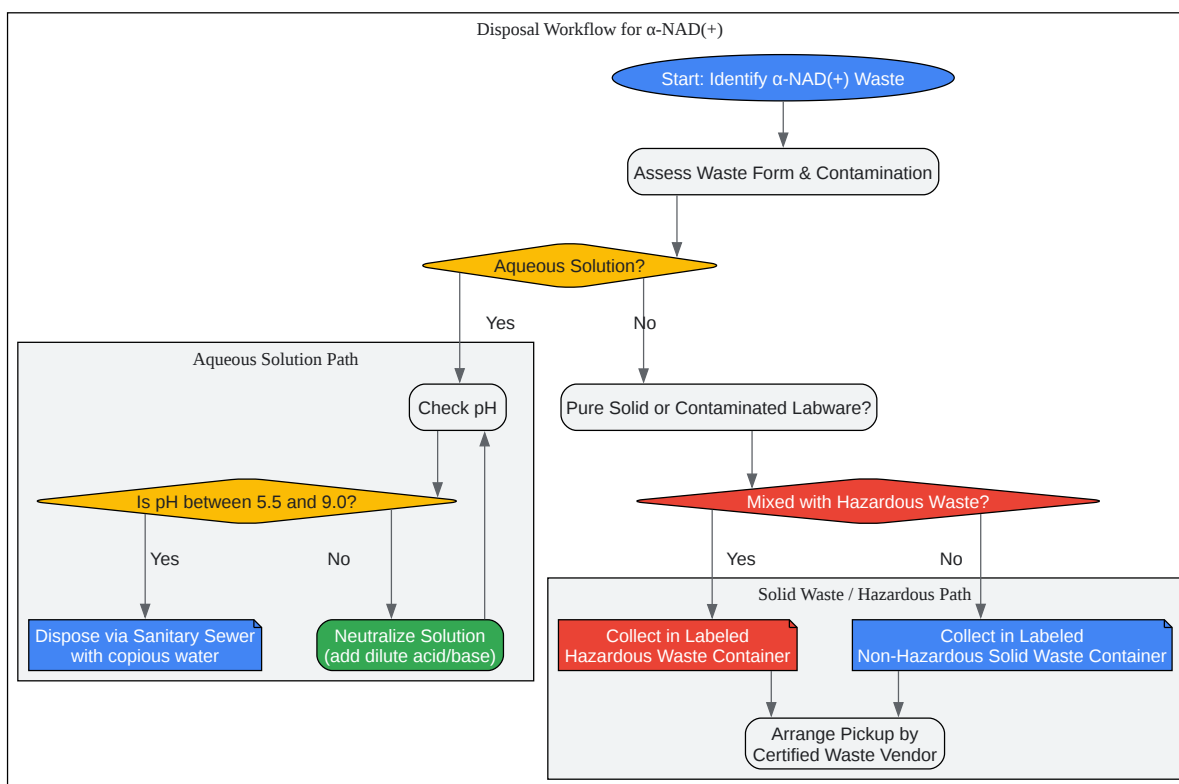 Disposal Workflow for α-NAD(+)
Start: Identify α-NAD(+) Waste
Assess Waste Form & Contamination
Aqueous Solution?
Yes
No
Aqueous Solution Path
Check pH
Is pH between 5.5 and 9.0?
Yes
No
Dispose via Sanitary Sewer
with copious water
Neutralize Solution
(add dilute acid/base)
Pure Solid or Contaminated Labware?
Mixed with Hazardous Waste?
Yes
No
Solid Waste / Hazardous Path
Collect in Labeled
Hazardous Waste Container
Collect in Labeled
Non-Hazardous Solid Waste Container
Arrange Pickup by
Certified Waste Vendor